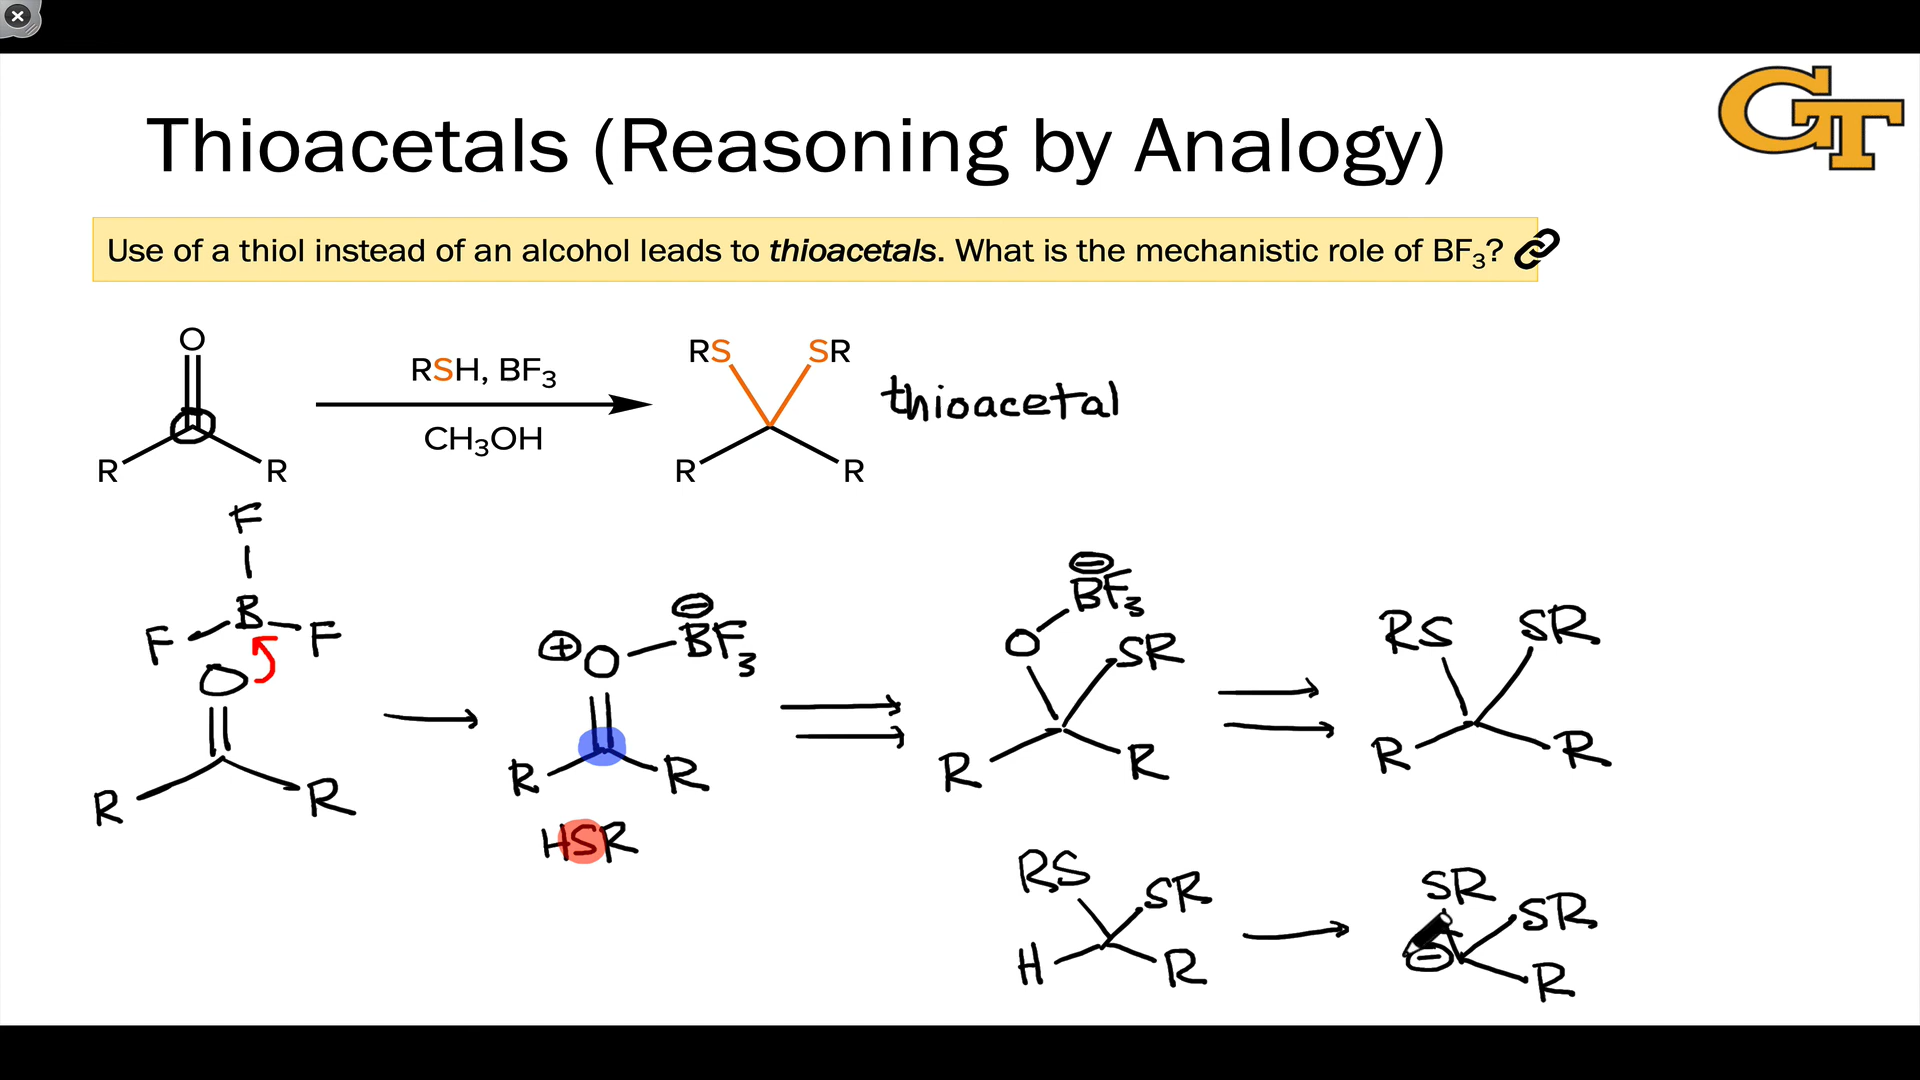 GT
Thioacetals (Reasoning by Analogy)
Use of a thiol instead of an alcohol leads to thioacetals. What is the mechanistic role of BF₃?
O
R R
RSH, BF₃
CH₃OH
RS SR
R R
thioacetal
F
F B F
O
R R
⊕ O ⊖ BF₃
R R
HSR
⊖
BF₃
O SR
R R
RS SR
R R
RS SR
H R
SR SR
⊖ R